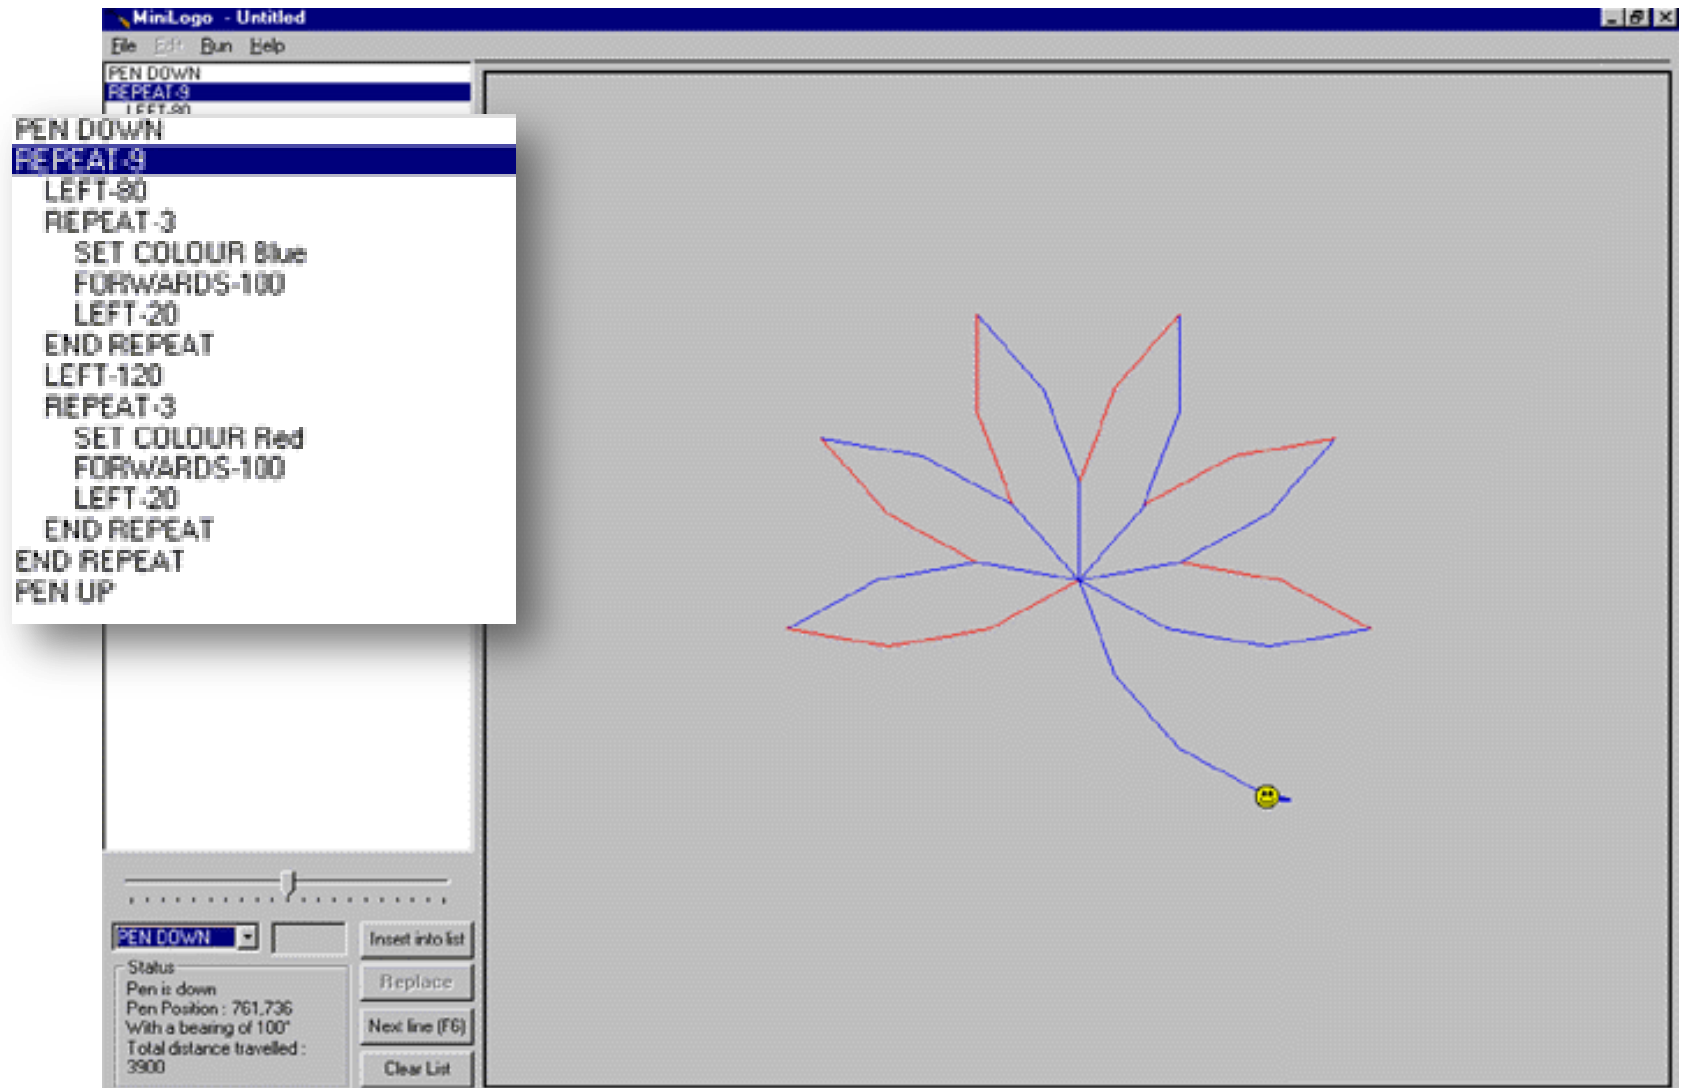 MiniLogo - Untitled
File Edit Run Help
PEN DOWN
REPEAT-9
LEFT-80
PEN DOWN
REPEAT-9
LEFT-80
REPEAT-3
SET COLOUR Blue
FORWARDS-100
LEFT-20
END REPEAT
LEFT-120
REPEAT-3
SET COLOUR Red
FORWARDS-100
LEFT-20
END REPEAT
END REPEAT
PEN UP
PEN DOWN
Insert into list
Status
Pen is down
Pen Position : 761,736
With a bearing of 100°
Total distance travelled :
3900
Replace
Next line (F6)
Clear List